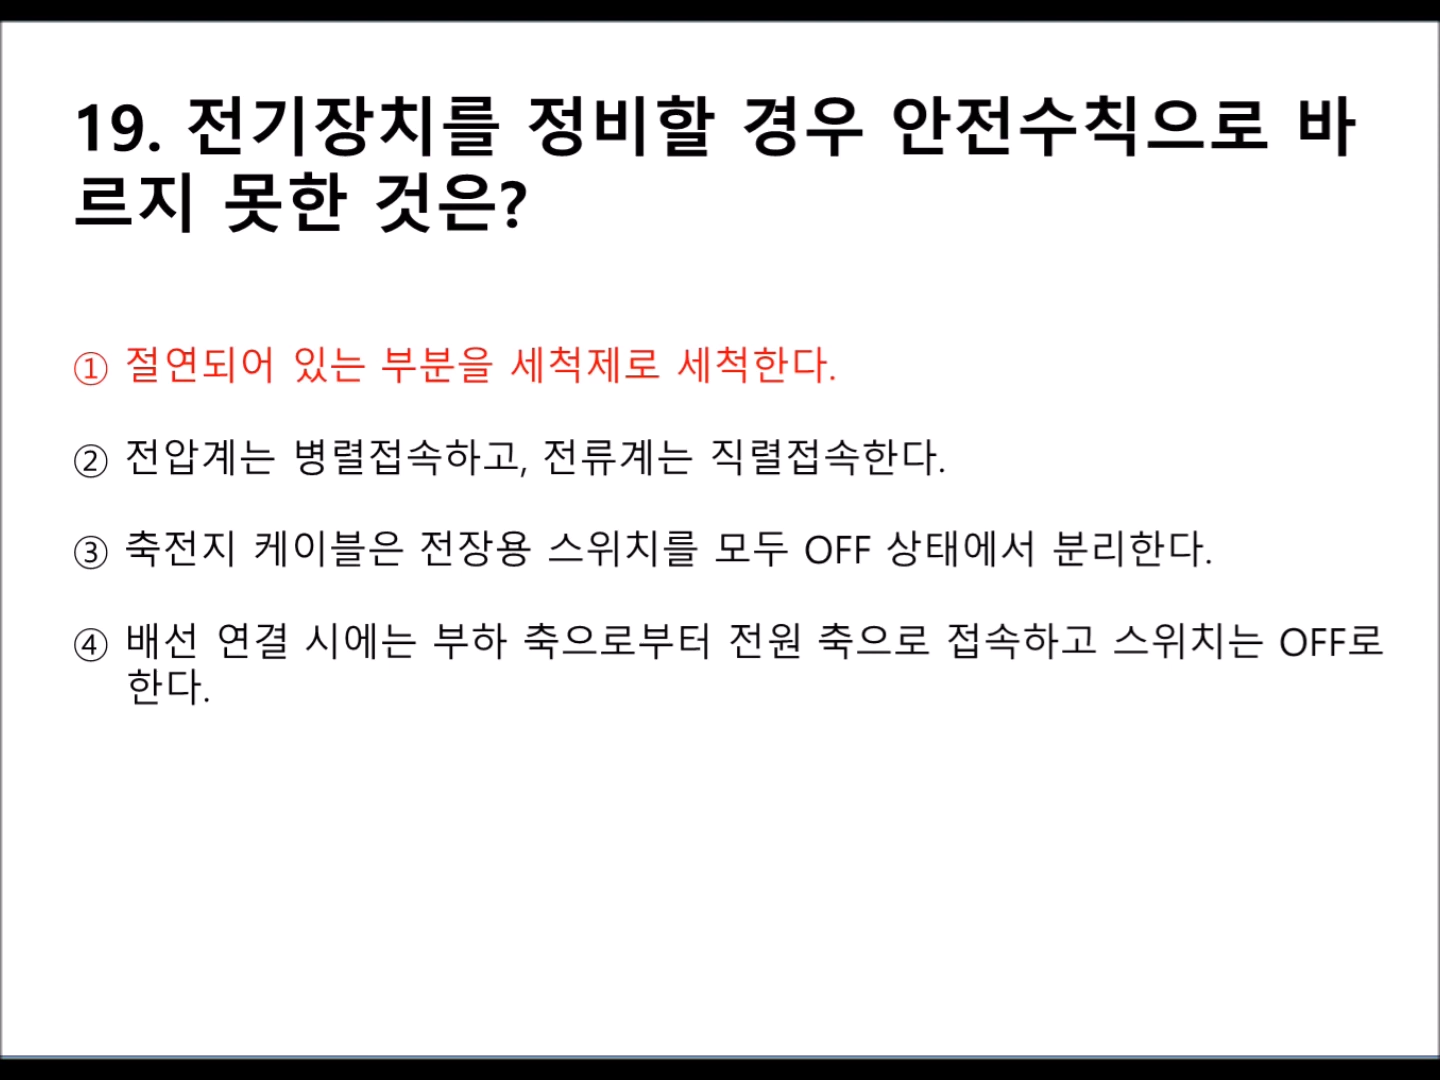 19. 전기장치를 정비할 경우 안전수칙으로 바
르지 못한 것은?
① 절연되어 있는 부분을 세척제로 세척한다.
② 전압계는 병렬접속하고, 전류계는 직렬접속한다.
③ 축전지 케이블은 전장용 스위치를 모두 OFF 상태에서 분리한다.
④ 배선 연결 시에는 부하 축으로부터 전원 축으로 접속하고 스위치는 OFF로
한다.